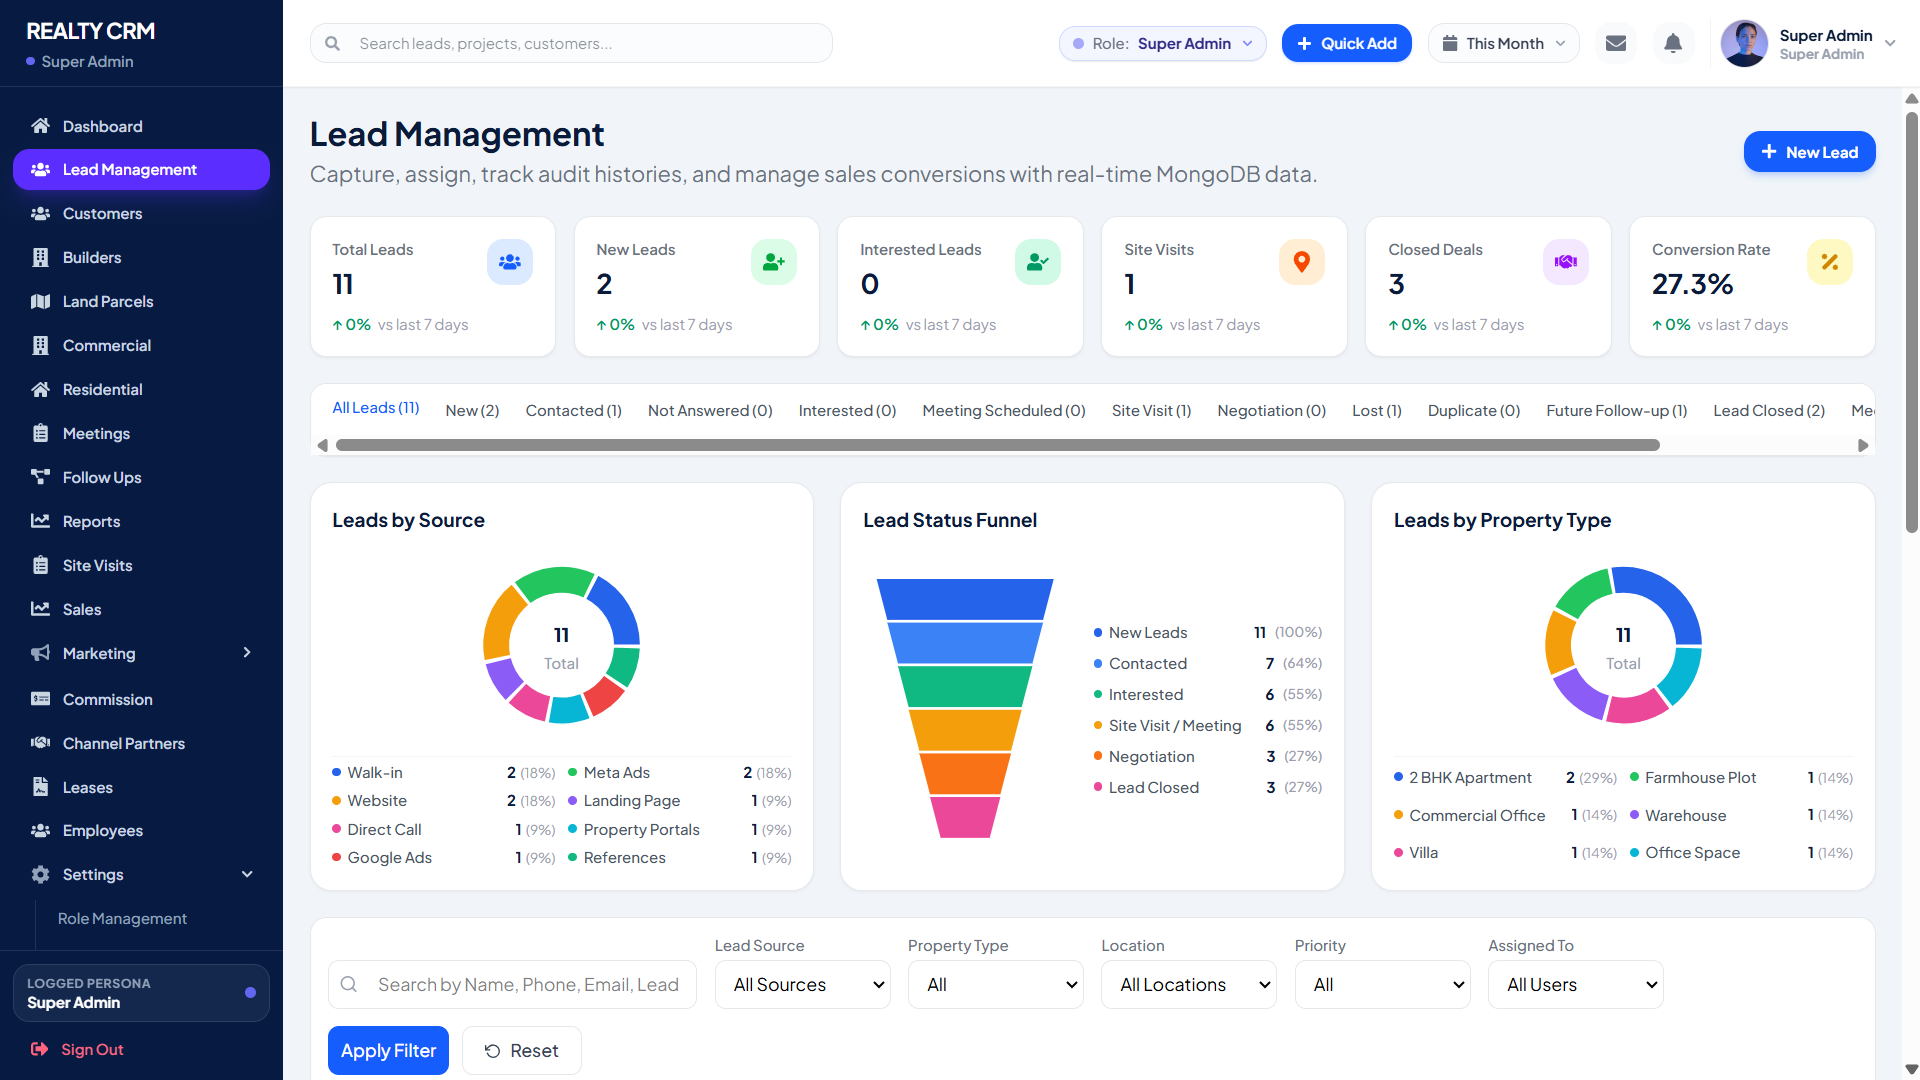 REALTY CRM
Super Admin
Dashboard
Lead Management
Customers
Builders
Land Parcels
Commercial
Residential
Meetings
Follow Ups
Reports
Site Visits
Sales
Marketing
Commission
Channel Partners
Leases
Employees
Settings
Role Management
LOGGED PERSONA
Super Admin
Sign Out
Search leads, projects, customers...
Role: Super Admin
Quick Add
This Month
Super Admin
Super Admin
Lead Management
Capture, assign, track audit histories, and manage sales conversions with real-time MongoDB data.
New Lead
Total Leads
11
0% vs last 7 days
New Leads
2
0% vs last 7 days
Interested Leads
0
0% vs last 7 days
Site Visits
1
0% vs last 7 days
Closed Deals
3
0% vs last 7 days
Conversion Rate
27.3%
0% vs last 7 days
All Leads (11) New (2) Contacted (1) Not Answered (0) Interested (0) Meeting Scheduled (0) Site Visit (1) Negotiation (0) Lost (1) Duplicate (0) Future Follow-up (1) Lead Closed (2)
Leads by Source
11
Total
Walk-in 2 (18%) Meta Ads 2 (18%)
Website 2 (18%) Landing Page 1 (9%)
Direct Call 1 (9%) Property Portals 1 (9%)
Google Ads 1 (9%) References 1 (9%)
Lead Status Funnel
New Leads 11 (100%)
Contacted 7 (64%)
Interested 6 (55%)
Site Visit / Meeting 6 (55%)
Negotiation 3 (27%)
Lead Closed 3 (27%)
Leads by Property Type
11
Total
2 BHK Apartment 2 (29%) Farmhouse Plot 1 (14%)
Commercial Office 1 (14%) Warehouse 1 (14%)
Villa 1 (14%) Office Space 1 (14%)
Search by Name, Phone, Email, Lead
Lead Source
All Sources
Property Type
All
Location
All Locations
Priority
All
Assigned To
All Users
Apply Filter
Reset